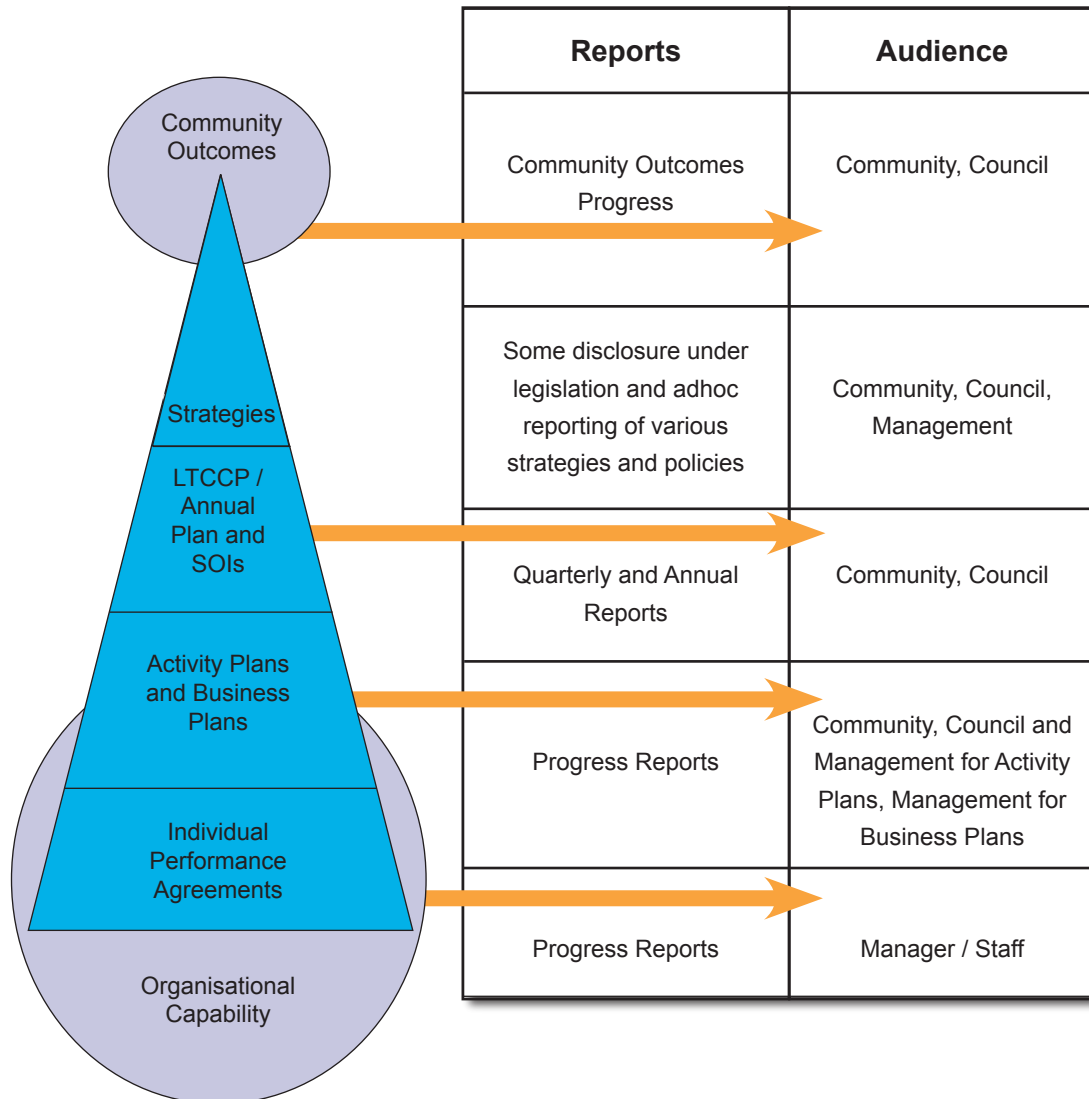 Reports
Audience
Community
Outcomes
Community Outcomes
Progress
Community, Council
Strategies
Some disclosure under
legislation and adhoc
reporting of various
strategies and policies
Community, Council,
Management
LTCCP /
Annual
Plan and
SOIs
Quarterly and Annual
Reports
Community, Council
Activity Plans
and Business
Plans
Progress Reports
Community, Council and
Management for Activity
Plans, Management for
Business Plans
Individual
Performance
Agreements
Progress Reports
Manager / Staff
Organisational
Capability